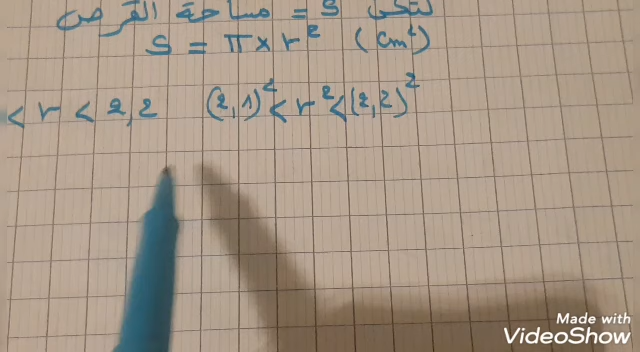 لتكن S = مساحة القرص
S = π × r² (cm²)
< r < 2,2 (2,1)² < r² < (2,2)²
Made with
VideoShow